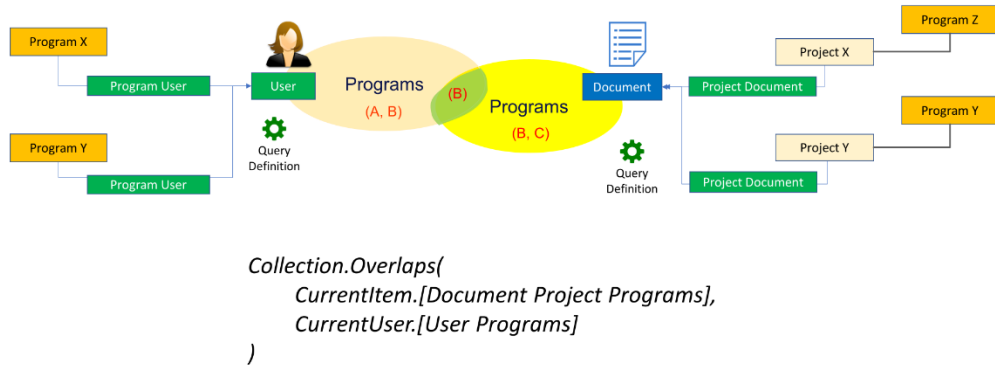 Program X
Program User
Program Y
Program User
User
Query
Definition
Programs
(A, B)
(B)
Programs
(B, C)
Document
Query
Definition
Program Z
Project X
Project Document
Program Y
Project Y
Project Document
Collection.Overlaps(
CurrentItem.[Document Project Programs],
CurrentUser.[User Programs]
)